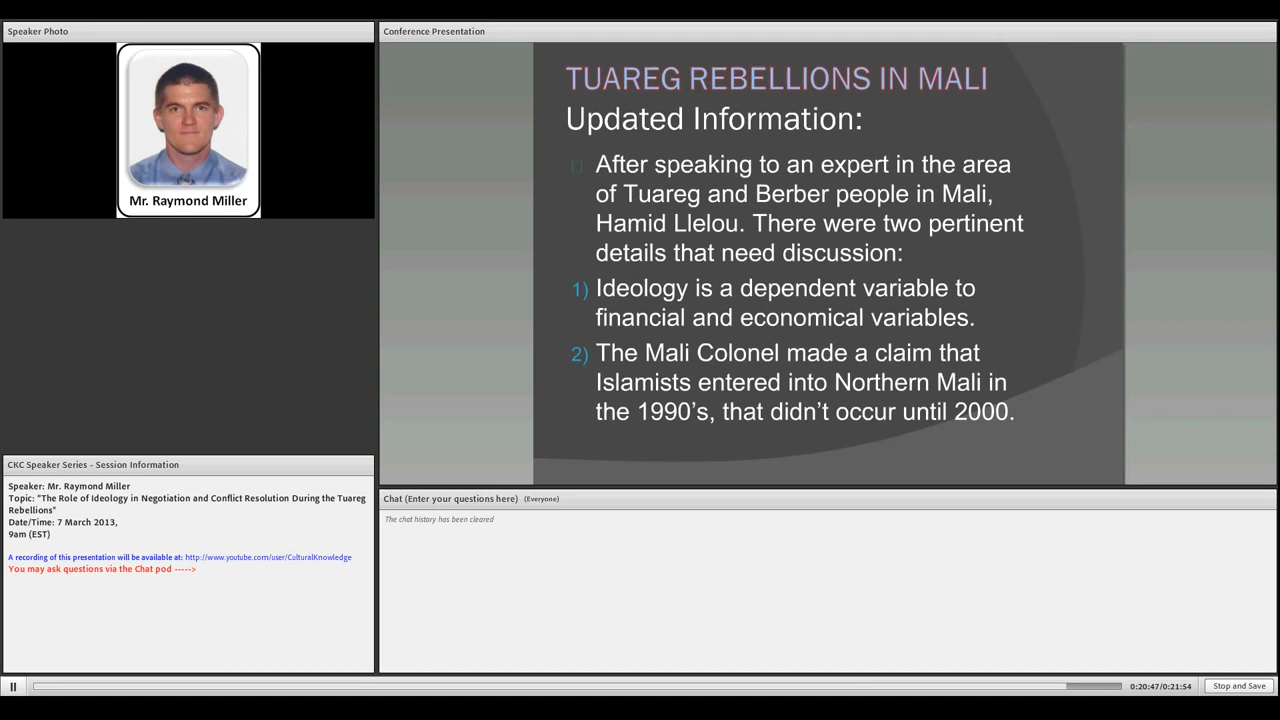 Speaker Photo
Mr. Raymond Miller
Conference Presentation
TUAREG REBELLIONS IN MALI
Updated Information:
After speaking to an expert in the area
of Tuareg and Berber people in Mali,
Hamid Llelou. There were two pertinent
details that need discussion:
1) Ideology is a dependent variable to
financial and economical variables.
2) The Mali Colonel made a claim that
Islamists entered into Northern Mali in
the 1990’s, that didn’t occur until 2000.
CKC Speaker Series - Session Information
Speaker: Mr. Raymond Miller
Topic: "The Role of Ideology in Negotiation and Conflict Resolution During the Tuareg
Rebellions"
Date/Time: 7 March 2013,
9am (EST)
A recording of this presentation will be available at: http://www.youtube.com/user/CulturalKnowledge
You may ask questions via the Chat pod ----->
Chat (Enter your questions here) (Everyone)
The chat history has been cleared
0:20:47/0:21:54
Stop and Save